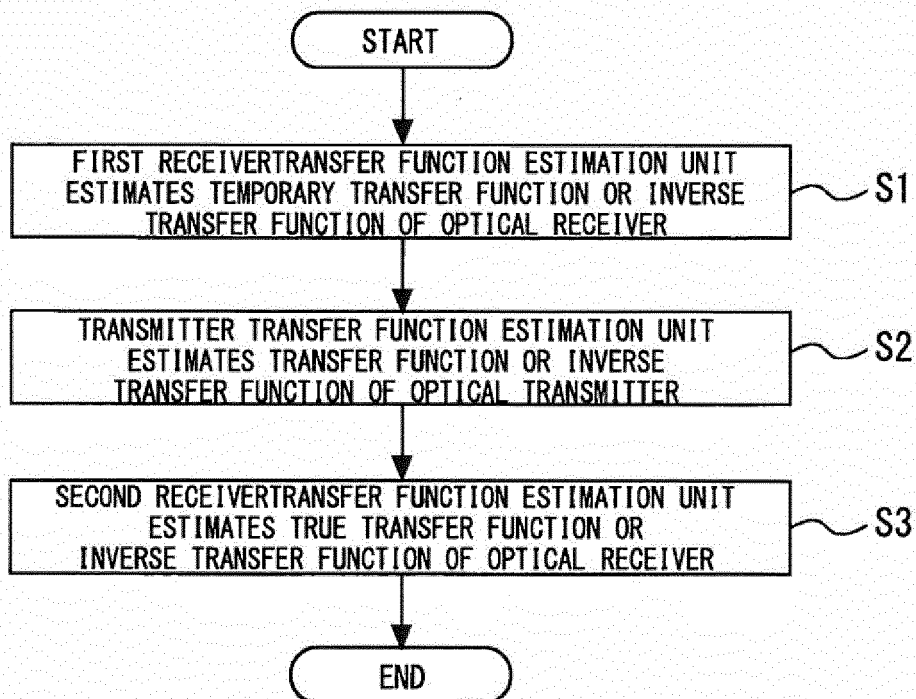 START
FIRST RECEIVERTRANSFER FUNCTION ESTIMATION UNIT
ESTIMATES TEMPORARY TRANSFER FUNCTION OR INVERSE
TRANSFER FUNCTION OF OPTICAL RECEIVER
S1
TRANSMITTER TRANSFER FUNCTION ESTIMATION UNIT
ESTIMATES TRANSFER FUNCTION OR INVERSE
TRANSFER FUNCTION OF OPTICAL TRANSMITTER
S2
SECOND RECEIVERTRANSFER FUNCTION ESTIMATION UNIT
ESTIMATES TRUE TRANSFER FUNCTION OR
INVERSE TRANSFER FUNCTION OF OPTICAL RECEIVER
S3
END